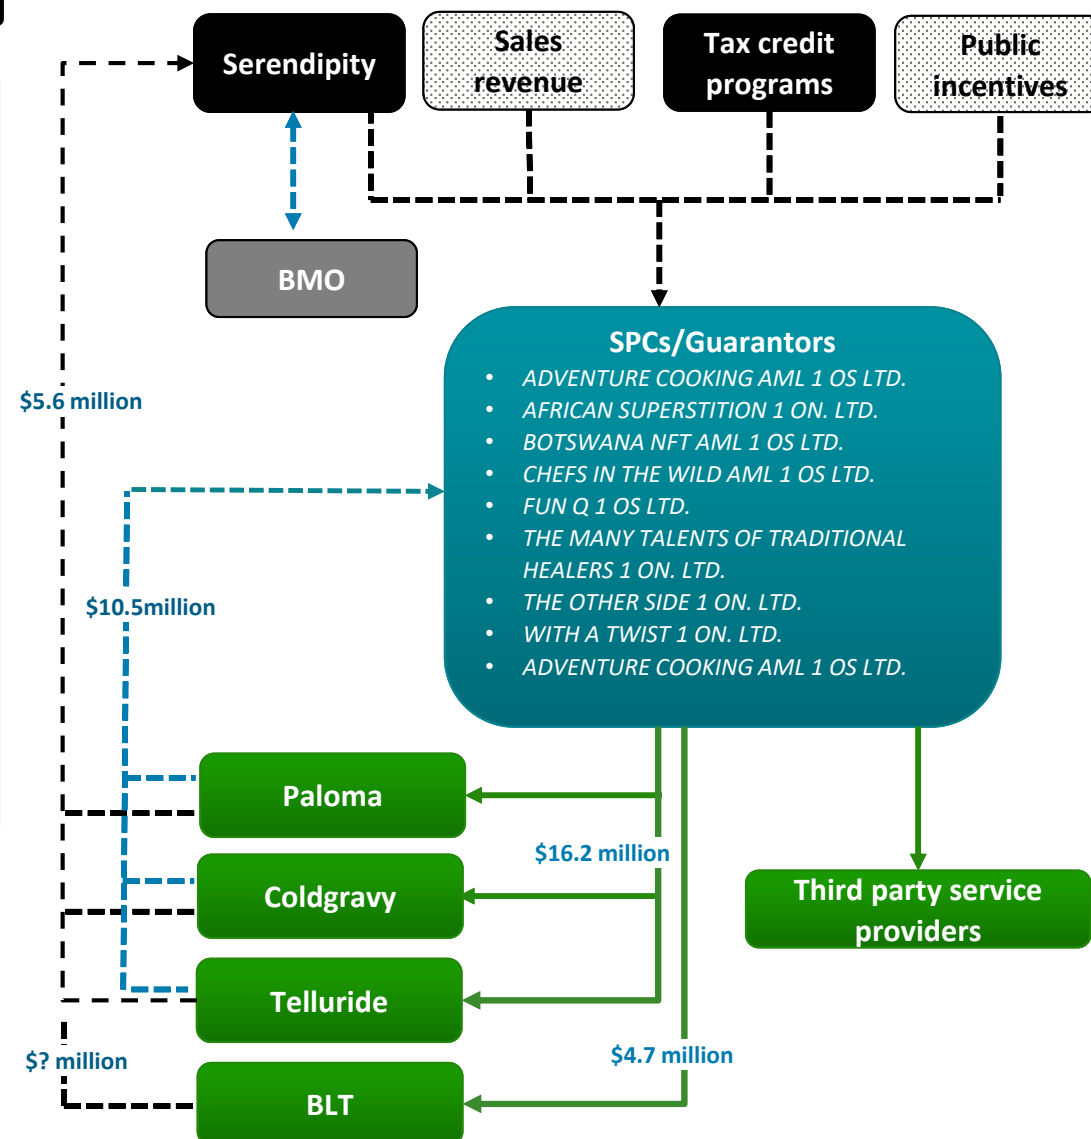 Serendipity
Sales
revenue
Tax credit
programs
Public
incentives
BMO
SPCs/Guarantors
• ADVENTURE COOKING AML 1 OS LTD.
• AFRICAN SUPERSTITION 1 ON. LTD.
• BOTSWANA NFT AML 1 OS LTD.
• CHEFS IN THE WILD AML 1 OS LTD.
• FUN Q 1 OS LTD.
• THE MANY TALENTS OF TRADITIONAL
HEALERS 1 ON. LTD.
• THE OTHER SIDE 1 ON. LTD.
• WITH A TWIST 1 ON. LTD.
• ADVENTURE COOKING AML 1 OS LTD.
$5.6 million
$10.5million
Paloma
$16.2 million
Coldgravy
Third party service
providers
Telluride
$? million
$4.7 million
BLT